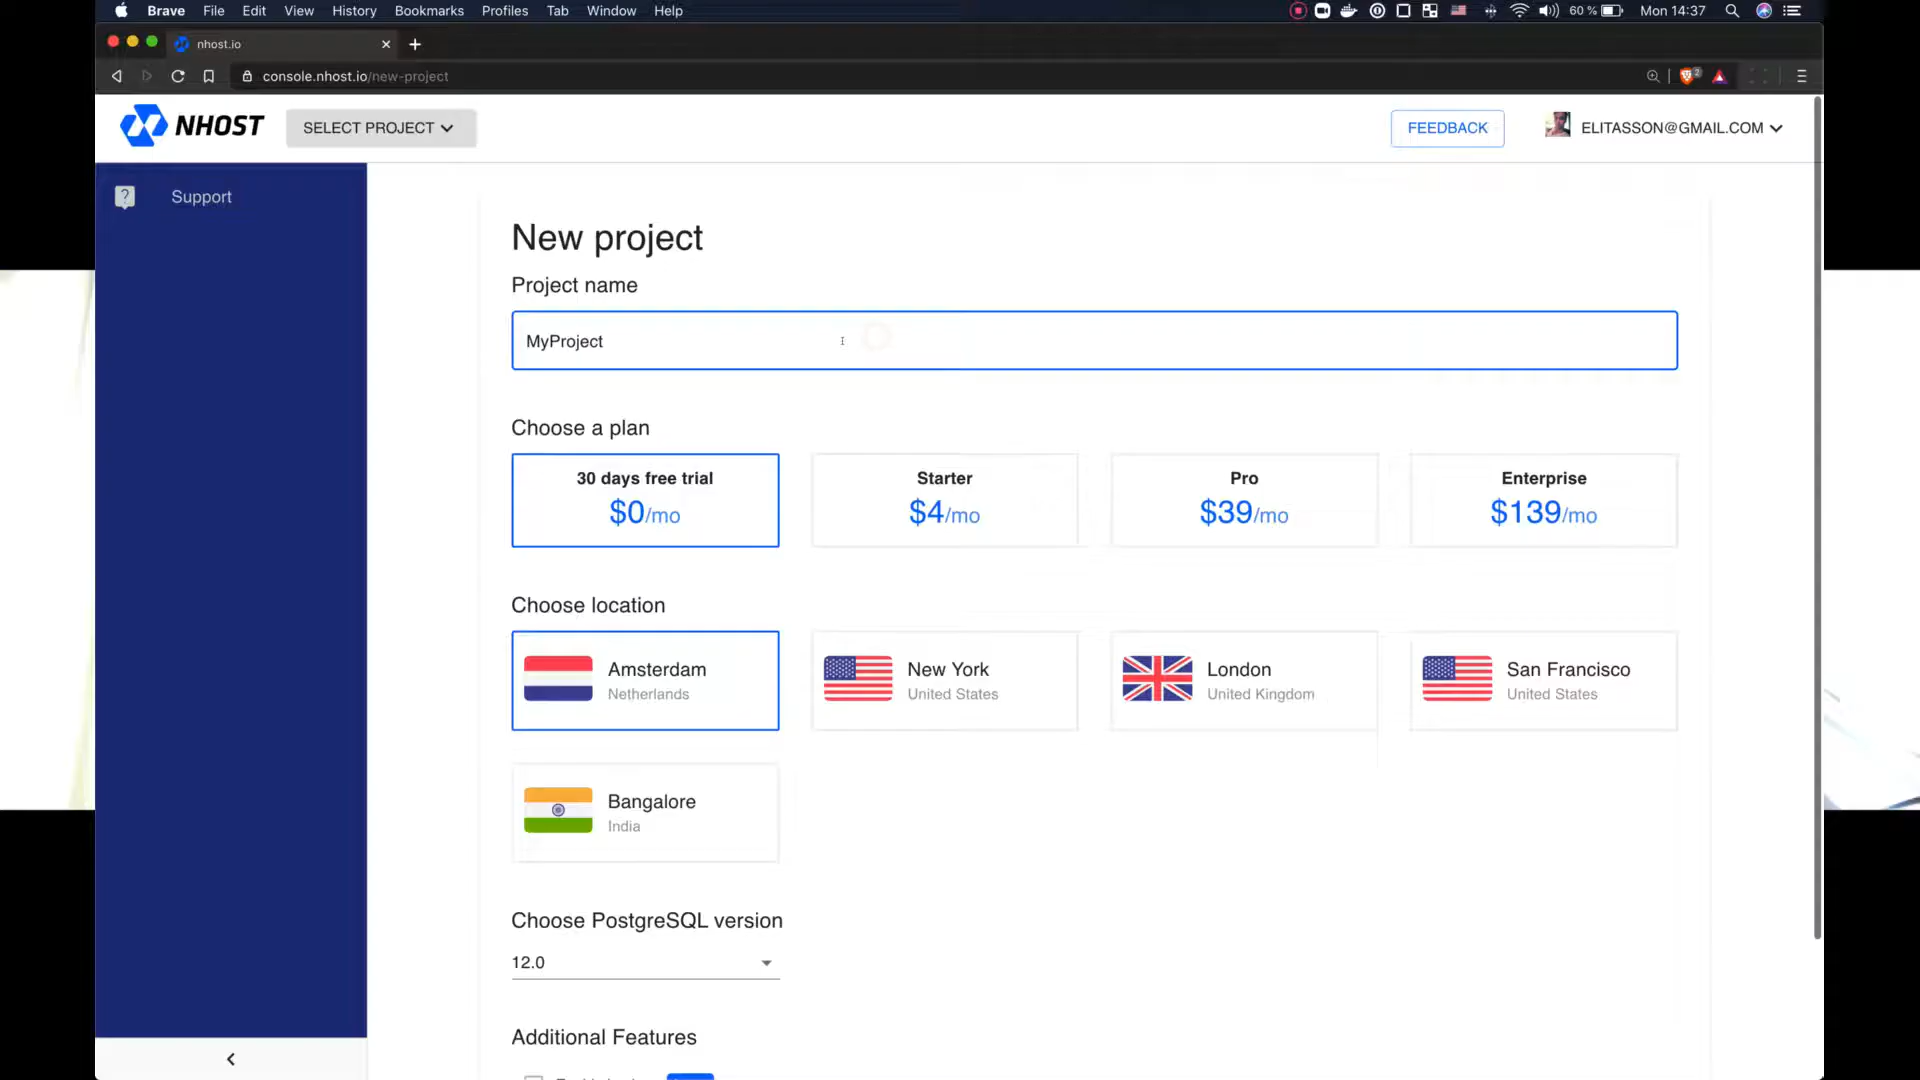 Brave File Edit View History Bookmarks Profiles Tab Window Help 60 % Mon 14:37
nhost.io
console.nhost.io/new-project 2
NHOST SELECT PROJECT FEEDBACK ELITASSON@GMAIL.COM
? Support
New project
Project name
MyProject
Choose a plan
30 days free trial Starter Pro Enterprise
$0/mo $4/mo $39/mo $139/mo
Choose location
Amsterdam New York London San Francisco
Netherlands United States United Kingdom United States
Bangalore
India
Choose PostgreSQL version
12.0
Additional Features